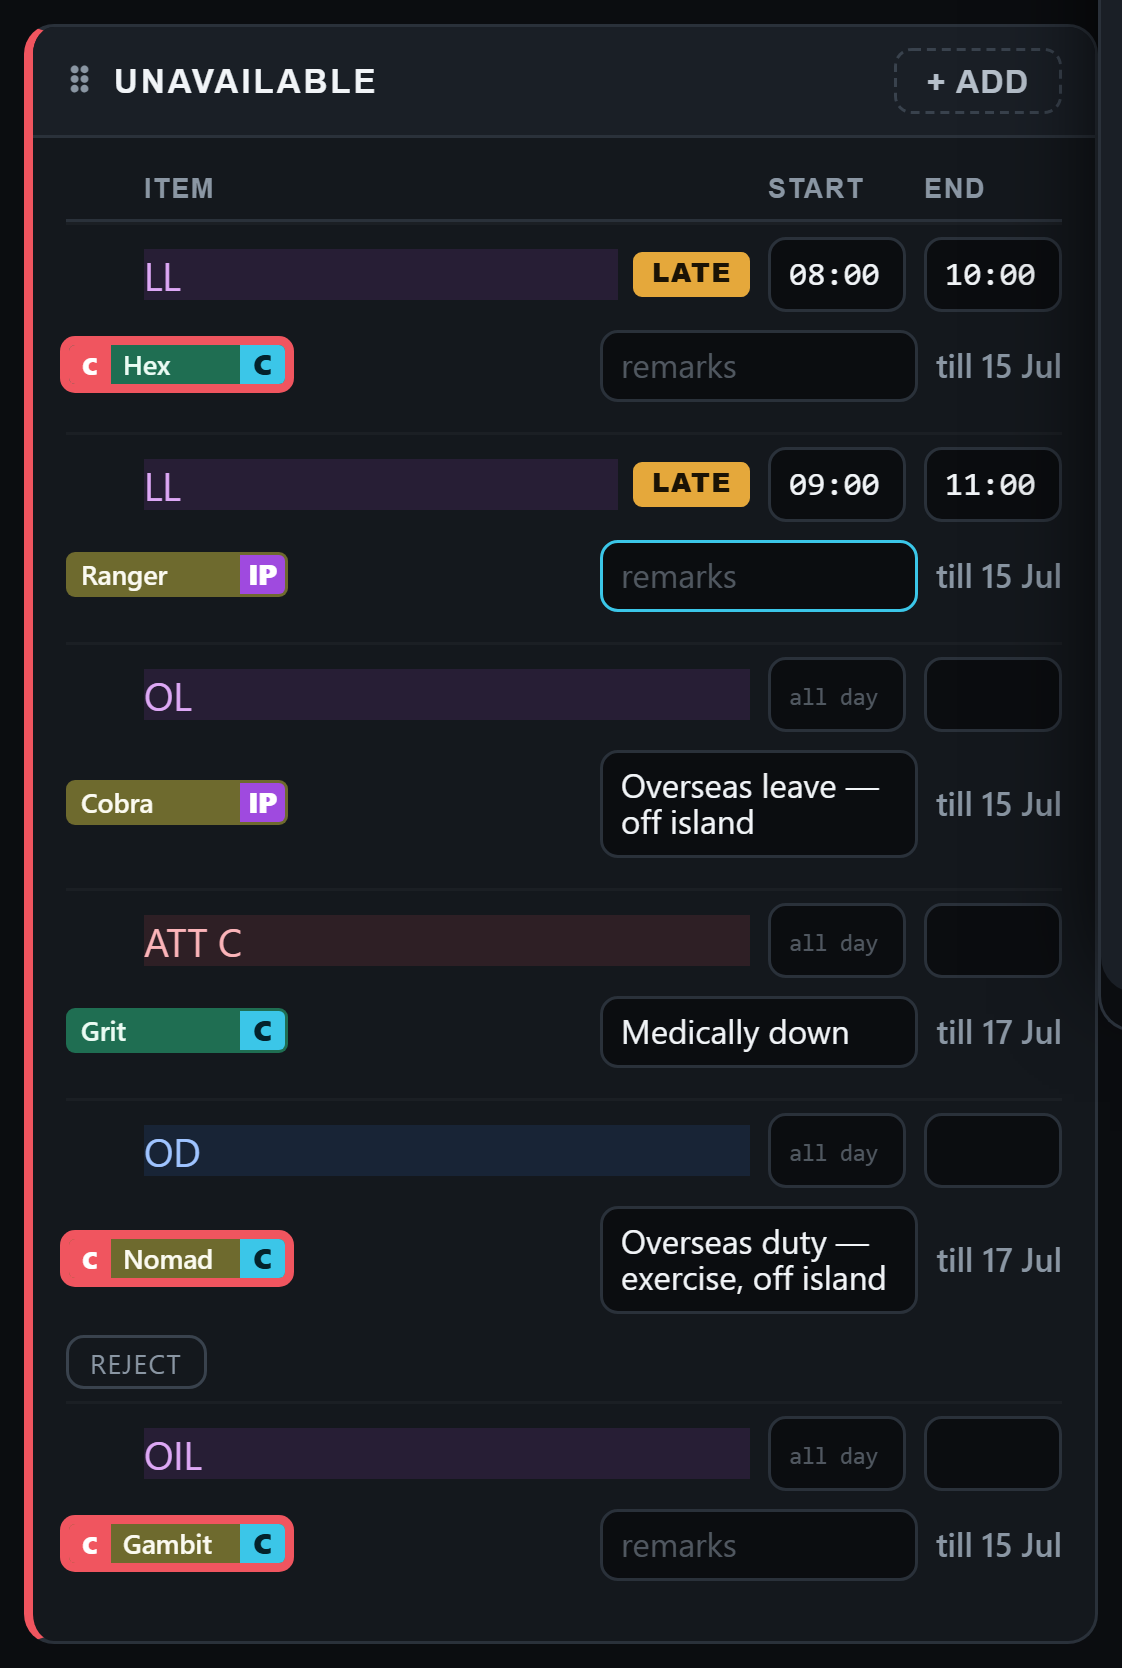 UNAVAILABLE + ADD
ITEM START END
LL LATE 08:00 10:00
C Hex C remarks till 15 Jul
LL LATE 09:00 11:00
Ranger IP remarks till 15 Jul
OL all day
Cobra IP Overseas leave —
off island till 15 Jul
ATT C all day
Grit C Medically down till 17 Jul
OD all day
C Nomad C Overseas duty —
exercise, off island till 17 Jul
REJECT
OIL all day
C Gambit C remarks till 15 Jul